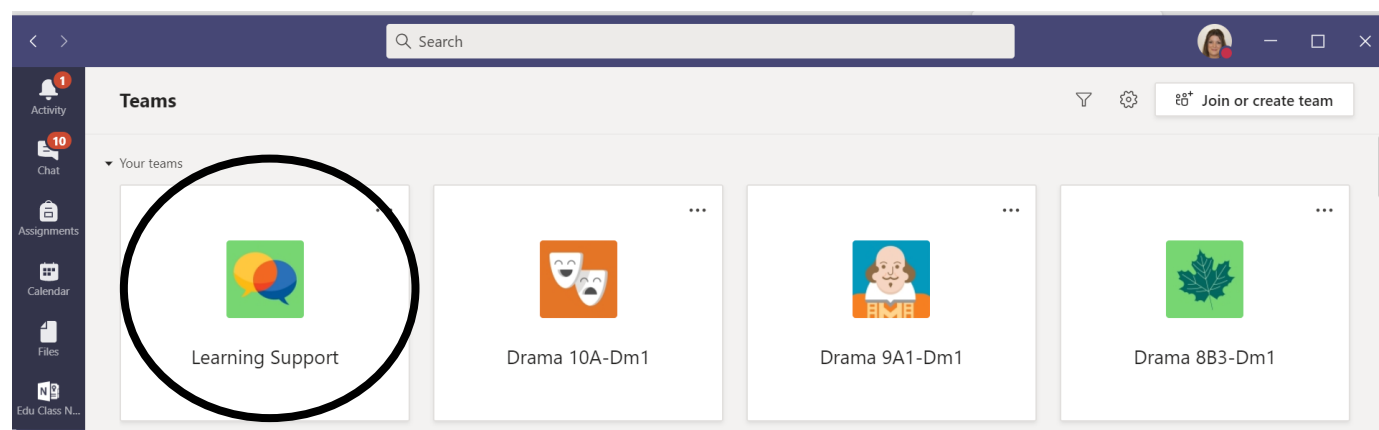 Search
1
Activity
Teams
Join or create team
10
Chat
Your teams
Assignments
Calendar
Learning Support
Drama 10A-Dm1
Drama 9A1-Dm1
Drama 8B3-Dm1
Files
N
Edu Class N...